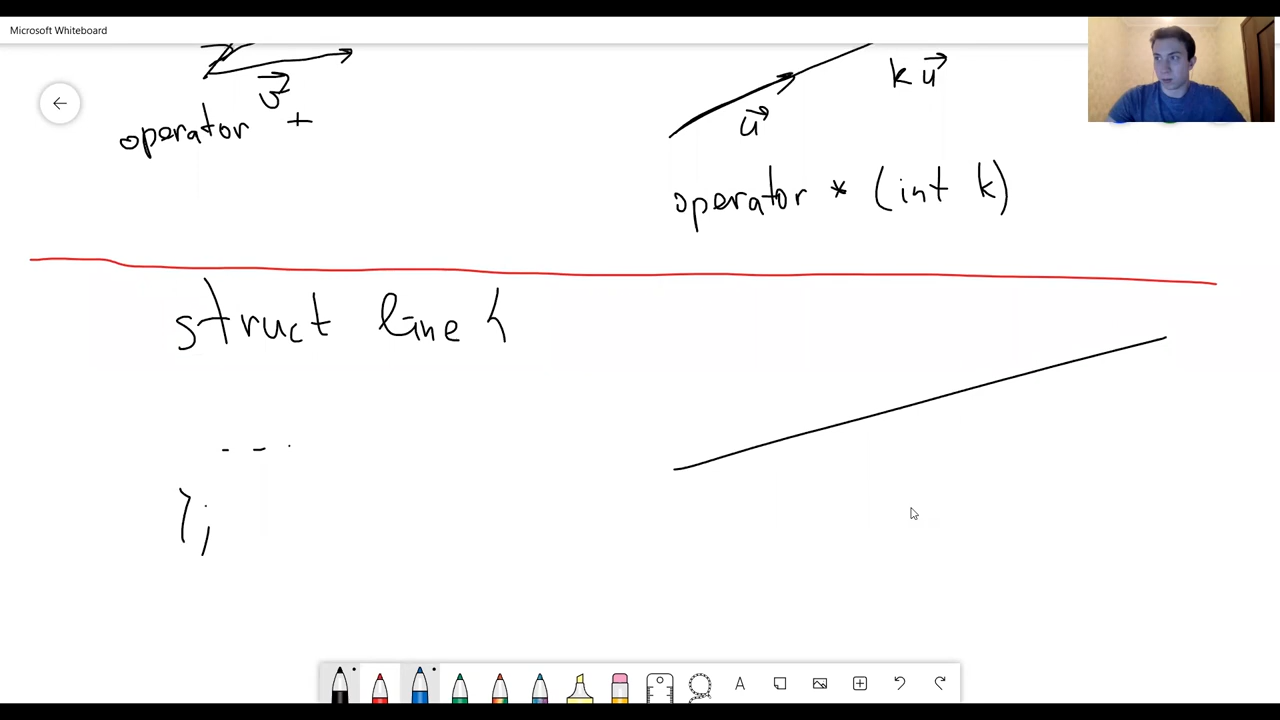 Microsoft Whiteboard
v⃗
operator +
u⃗
k u⃗
operator * (int k)
struct line {
...
};
A